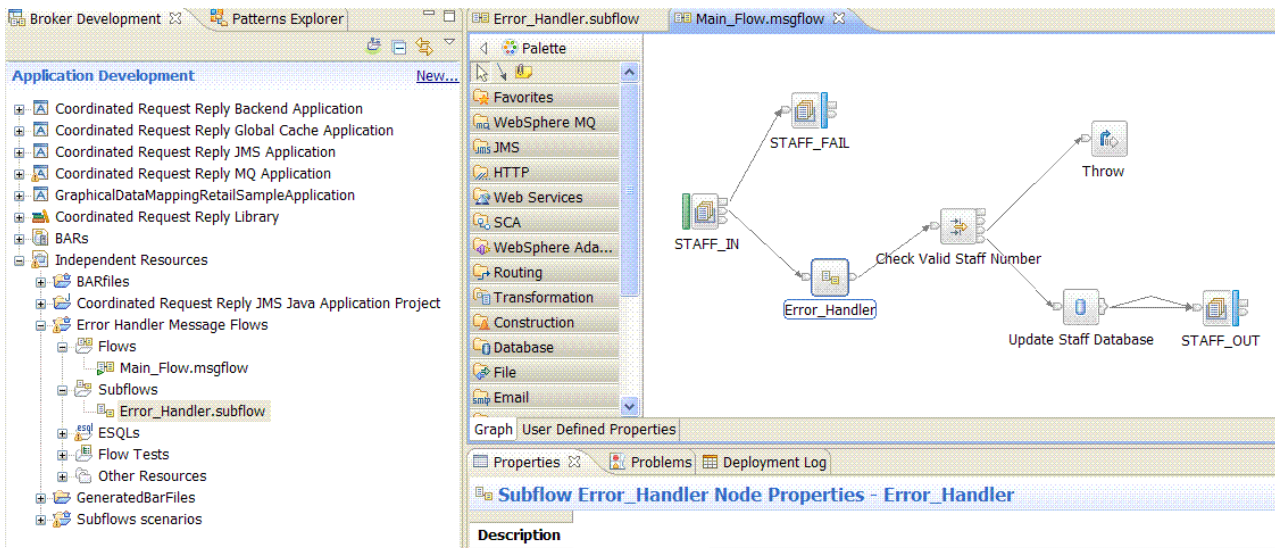 Broker Development
Patterns Explorer
Application Development
New...
Coordinated Request Reply Backend Application
Coordinated Request Reply Global Cache Application
Coordinated Request Reply JMS Application
Coordinated Request Reply MQ Application
GraphicalDataMappingRetailSampleApplication
Coordinated Request Reply Library
BARs
Independent Resources
BARfiles
Coordinated Request Reply JMS Java Application Project
Error Handler Message Flows
Flows
Main_Flow.msgflow
Subflows
Error_Handler.subflow
ESQLs
Flow Tests
Other Resources
GeneratedBarFiles
Subflows scenarios
Error_Handler.subflow
Main_Flow.msgflow
Palette
Favorites
WebSphere MQ
JMS
HTTP
Web Services
SCA
WebSphere Ada...
Routing
Transformation
Construction
Database
File
Email
STAFF_FAIL
Throw
STAFF_IN
Check Valid Staff Number
Error_Handler
Update Staff Database
STAFF_OUT
Graph
User Defined Properties
Properties
Problems
Deployment Log
Subflow Error_Handler Node Properties - Error_Handler
Description